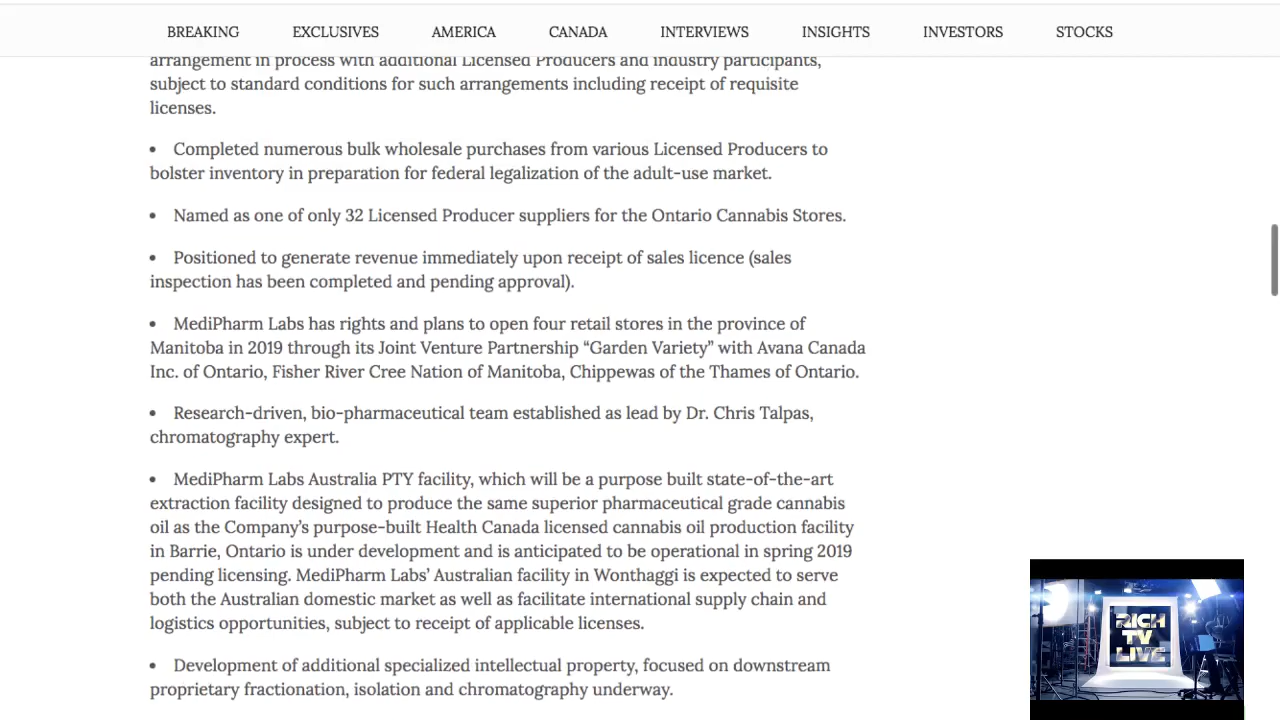 BREAKING EXCLUSIVES AMERICA CANADA INTERVIEWS INSIGHTS INVESTORS STOCKS
arrangement in process with additional Licensed Producers and industry participants,
subject to standard conditions for such arrangements including receipt of requisite
licenses.
• Completed numerous bulk wholesale purchases from various Licensed Producers to
bolster inventory in preparation for federal legalization of the adult-use market.
• Named as one of only 32 Licensed Producer suppliers for the Ontario Cannabis Stores.
• Positioned to generate revenue immediately upon receipt of sales licence (sales
inspection has been completed and pending approval).
• MediPharm Labs has rights and plans to open four retail stores in the province of
Manitoba in 2019 through its Joint Venture Partnership “Garden Variety” with Avana Canada
Inc. of Ontario, Fisher River Cree Nation of Manitoba, Chippewas of the Thames of Ontario.
• Research-driven, bio-pharmaceutical team established as lead by Dr. Chris Talpas,
chromatography expert.
• MediPharm Labs Australia PTY facility, which will be a purpose built state-of-the-art
extraction facility designed to produce the same superior pharmaceutical grade cannabis
oil as the Company’s purpose-built Health Canada licensed cannabis oil production facility
in Barrie, Ontario is under development and is anticipated to be operational in spring 2019
pending licensing. MediPharm Labs’ Australian facility in Wonthaggi is expected to serve
both the Australian domestic market as well as facilitate international supply chain and
logistics opportunities, subject to receipt of applicable licenses.
• Development of additional specialized intellectual property, focused on downstream
proprietary fractionation, isolation and chromatography underway.
RICH
TV
LIVE